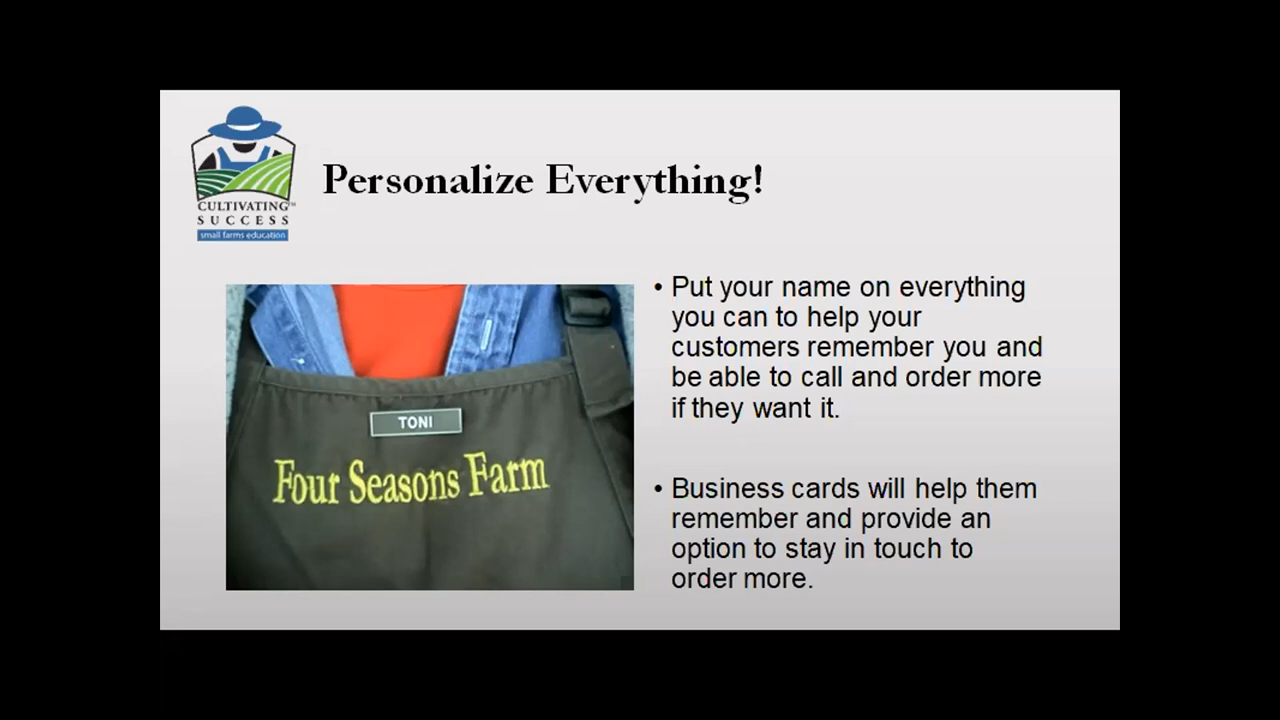 Personalize Everything!
CULTIVATING™
SUCCESS
small farms education
TONI
Four Seasons Farm
• Put your name on everything
you can to help your
customers remember you and
be able to call and order more
if they want it.
• Business cards will help them
remember and provide an
option to stay in touch to
order more.